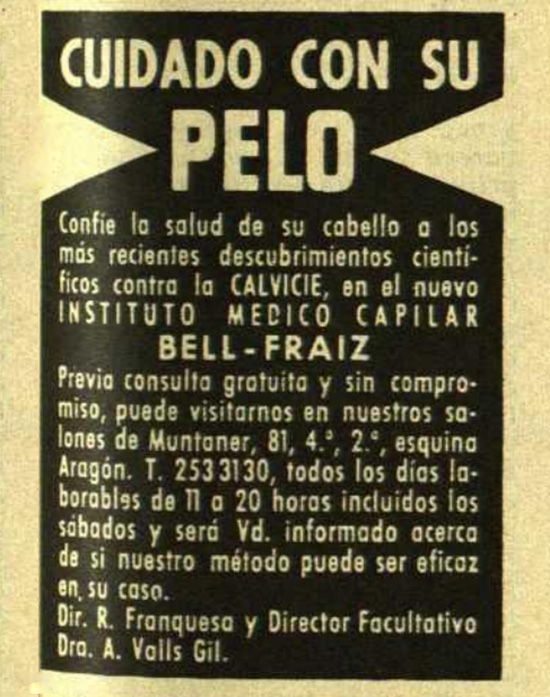 CUIDADO CON SU
PELO
Confíe la salud de su cabello a los
más recientes descubrimientos cientí-
ficos contra la CALVICIE, en el nuevo
INSTITUTO MEDICO CAPILAR
BELL-FRAIZ
Previa consulta gratuita y sin compro-
miso, puede visitarnos en nuestros sa-
lones de Muntaner, 81, 4.º, 2.ª, esquina
Aragón. T. 253 31 30, todos los días la-
borables de 11 a 20 horas incluidos los
sábados y será Vd. informado acerca
de si nuestro método puede ser eficaz
en su caso.
Dir. R. Franquesa y Director Facultativo
Dra. A. Valls Gil.